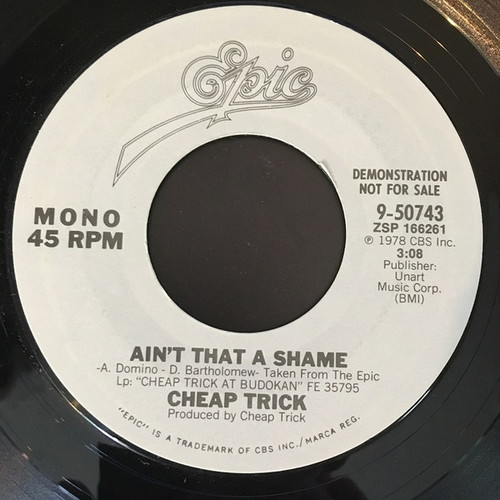 Epic
DEMONSTRATION
NOT FOR SALE
MONO
45 RPM
9-50743
ZSP 166261
℗ 1978 CBS Inc.
3:08
Publisher:
Unart
Music Corp.
(BMI)
AIN'T THAT A SHAME
-A. Domino - D. Bartholomew- Taken From The Epic
Lp: "CHEAP TRICK AT BUDOKAN" FE 35795
CHEAP TRICK
Produced by Cheap Trick
"EPIC" IS A TRADEMARK OF CBS INC./MARCA REG.